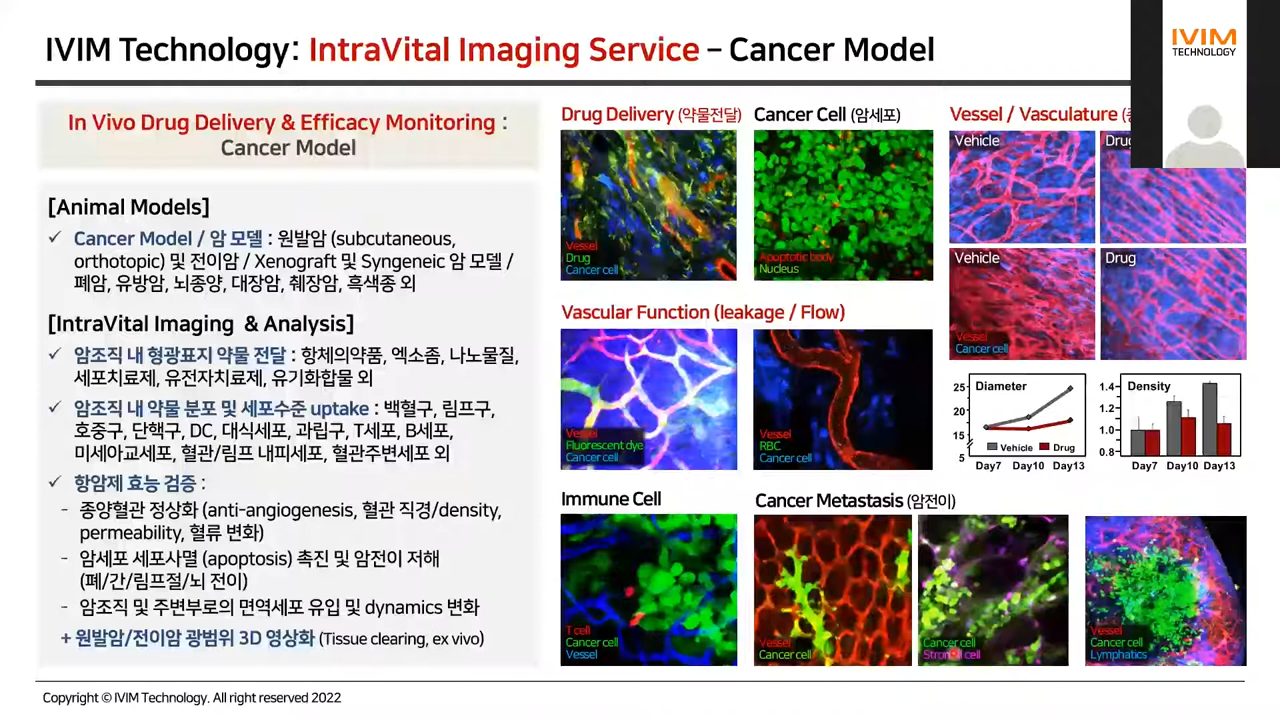 IVIM Technology: IntraVital Imaging Service – Cancer Model
IVIM
TECHNOLOGY
In Vivo Drug Delivery & Efficacy Monitoring :
Cancer Model
[Animal Models]
✓ Cancer Model / 암 모델 : 원발암 (subcutaneous,
orthotopic) 및 전이암 / Xenograft 및 Syngeneic 암 모델 /
폐암, 유방암, 뇌종양, 대장암, 췌장암, 흑색종 외
[IntraVital Imaging & Analysis]
✓ 암조직 내 형광표지 약물 전달 : 항체의약품, 엑소좀, 나노물질,
세포치료제, 유전자치료제, 유기화합물 외
✓ 암조직 내 약물 분포 및 세포수준 uptake : 백혈구, 림프구,
호중구, 단핵구, DC, 대식세포, 과립구, T세포, B세포,
미세아교세포, 혈관/림프 내피세포, 혈관주변세포 외
✓ 항암제 효능 검증 :
- 종양혈관 정상화 (anti-angiogenesis, 혈관 직경/density,
permeability, 혈류 변화)
- 암세포 세포사멸 (apoptosis) 촉진 및 암전이 저해
(폐/간/림프절/뇌 전이)
- 암조직 및 주변부로의 면역세포 유입 및 dynamics 변화
+ 원발암/전이암 광범위 3D 영상화 (Tissue clearing, ex vivo)
Drug Delivery (약물전달)
Vessel
Drug
Cancer cell
Cancer Cell (암세포)
Apoptotic body
Nucleus
Vessel / Vasculature
Vehicle
Drug
Vehicle
Drug
Vessel
Cancer cell
Vascular Function (leakage / Flow)
Vessel
Fluorescent dye
Cancer cell
Vessel
RBC
Cancer cell
Diameter
25
20
15
5
Vehicle Drug
Day7 Day10 Day13
Density
1.4
1.2
1.0
0.8
Day7 Day10 Day13
Immune Cell
T cell
Cancer cell
Vessel
Cancer Metastasis (암전이)
Vessel
Cancer cell
Cancer cell
Stromal cell
Vessel
Cancer cell
Lymphatics
Copyright © IVIM Technology. All right reserved 2022